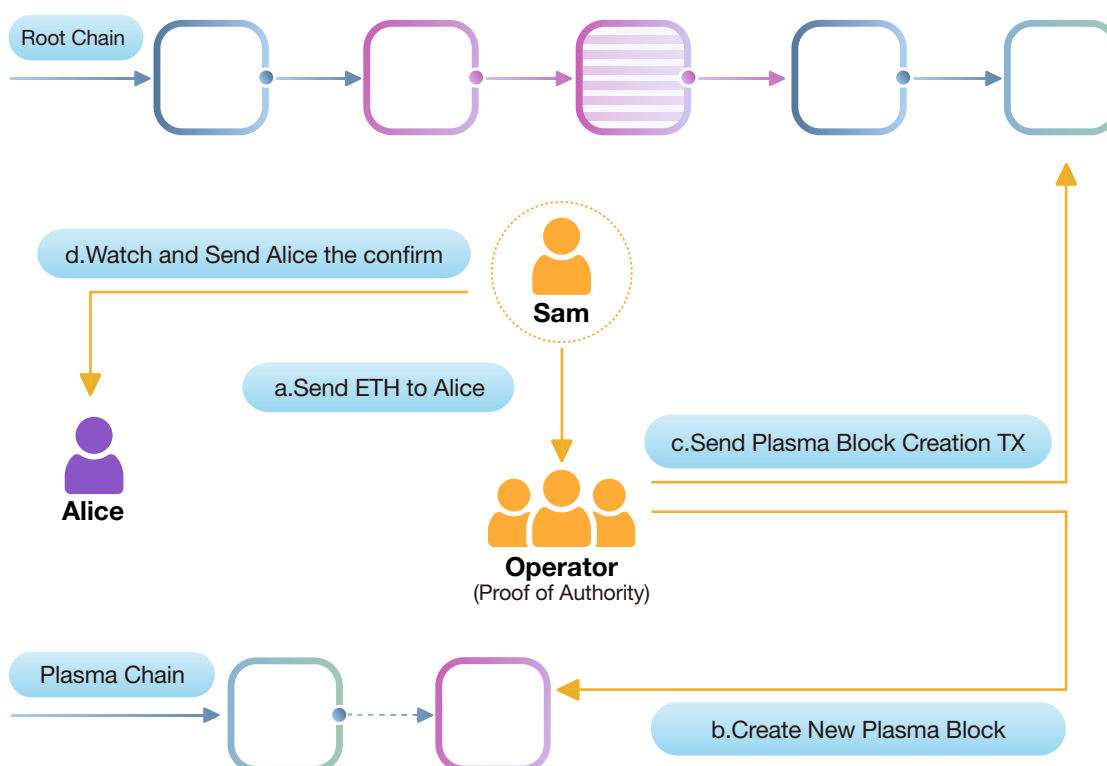 Root Chain
d.Watch and Send Alice the confirm
Sam
a.Send ETH to Alice
c.Send Plasma Block Creation TX
Alice
Operator
(Proof of Authority)
Plasma Chain
b.Create New Plasma Block